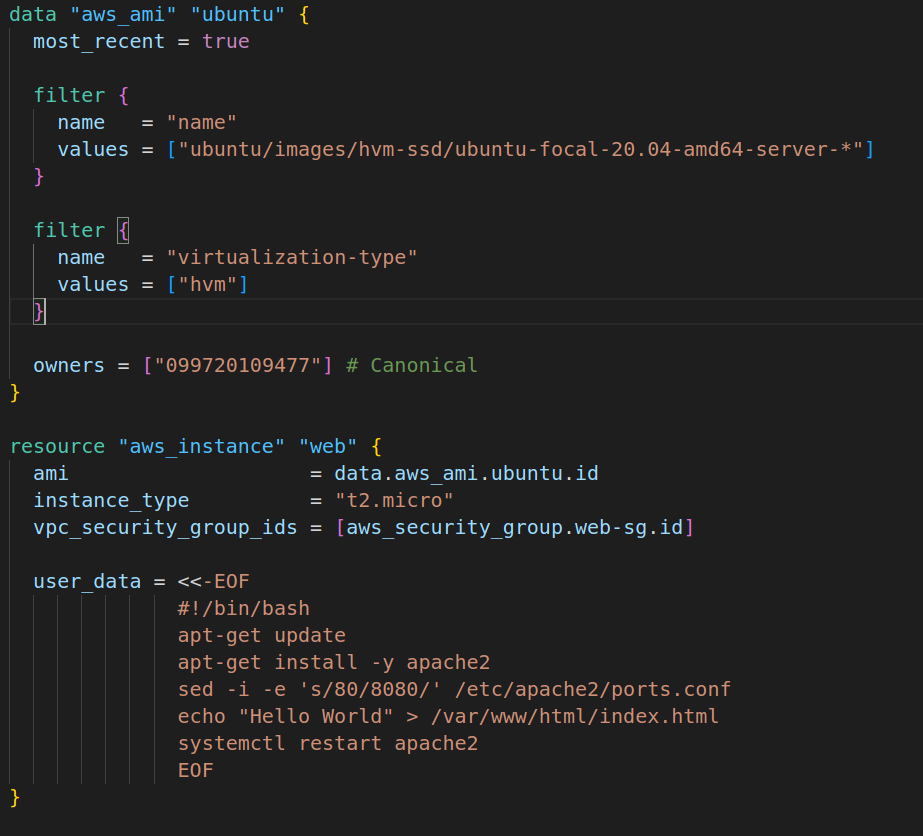 data "aws_ami" "ubuntu" {
  most_recent = true

  filter {
    name   = "name"
    values = ["ubuntu/images/hvm-ssd/ubuntu-focal-20.04-amd64-server-*"]
  }

  filter {
    name   = "virtualization-type"
    values = ["hvm"]
  }

  owners = ["099720109477"] # Canonical
}

resource "aws_instance" "web" {
  ami                    = data.aws_ami.ubuntu.id
  instance_type          = "t2.micro"
  vpc_security_group_ids = [aws_security_group.web-sg.id]

  user_data = <<-EOF
              #!/bin/bash
              apt-get update
              apt-get install -y apache2
              sed -i -e 's/80/8080/' /etc/apache2/ports.conf
              echo "Hello World" > /var/www/html/index.html
              systemctl restart apache2
              EOF
}